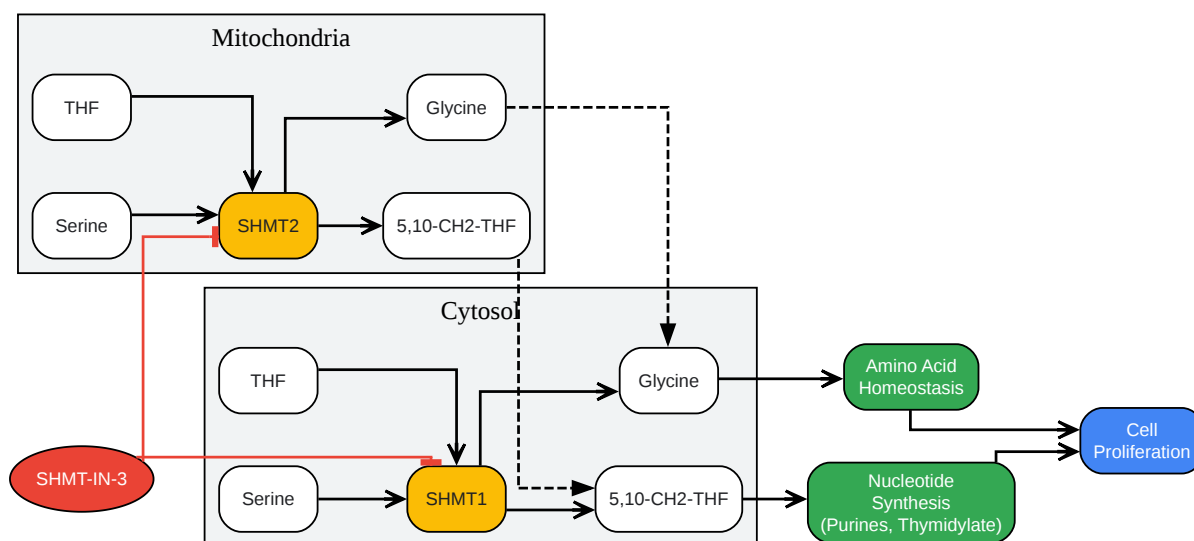 Mitochondria
THF
Glycine
Serine
SHMT2
5,10-CH2-THF
Cytosol
THF
Glycine
Amino Acid
Homeostasis
Cell
Proliferation
SHMT-IN-3
Serine
SHMT1
5,10-CH2-THF
Nucleotide
Synthesis
(Purines, Thymidylate)